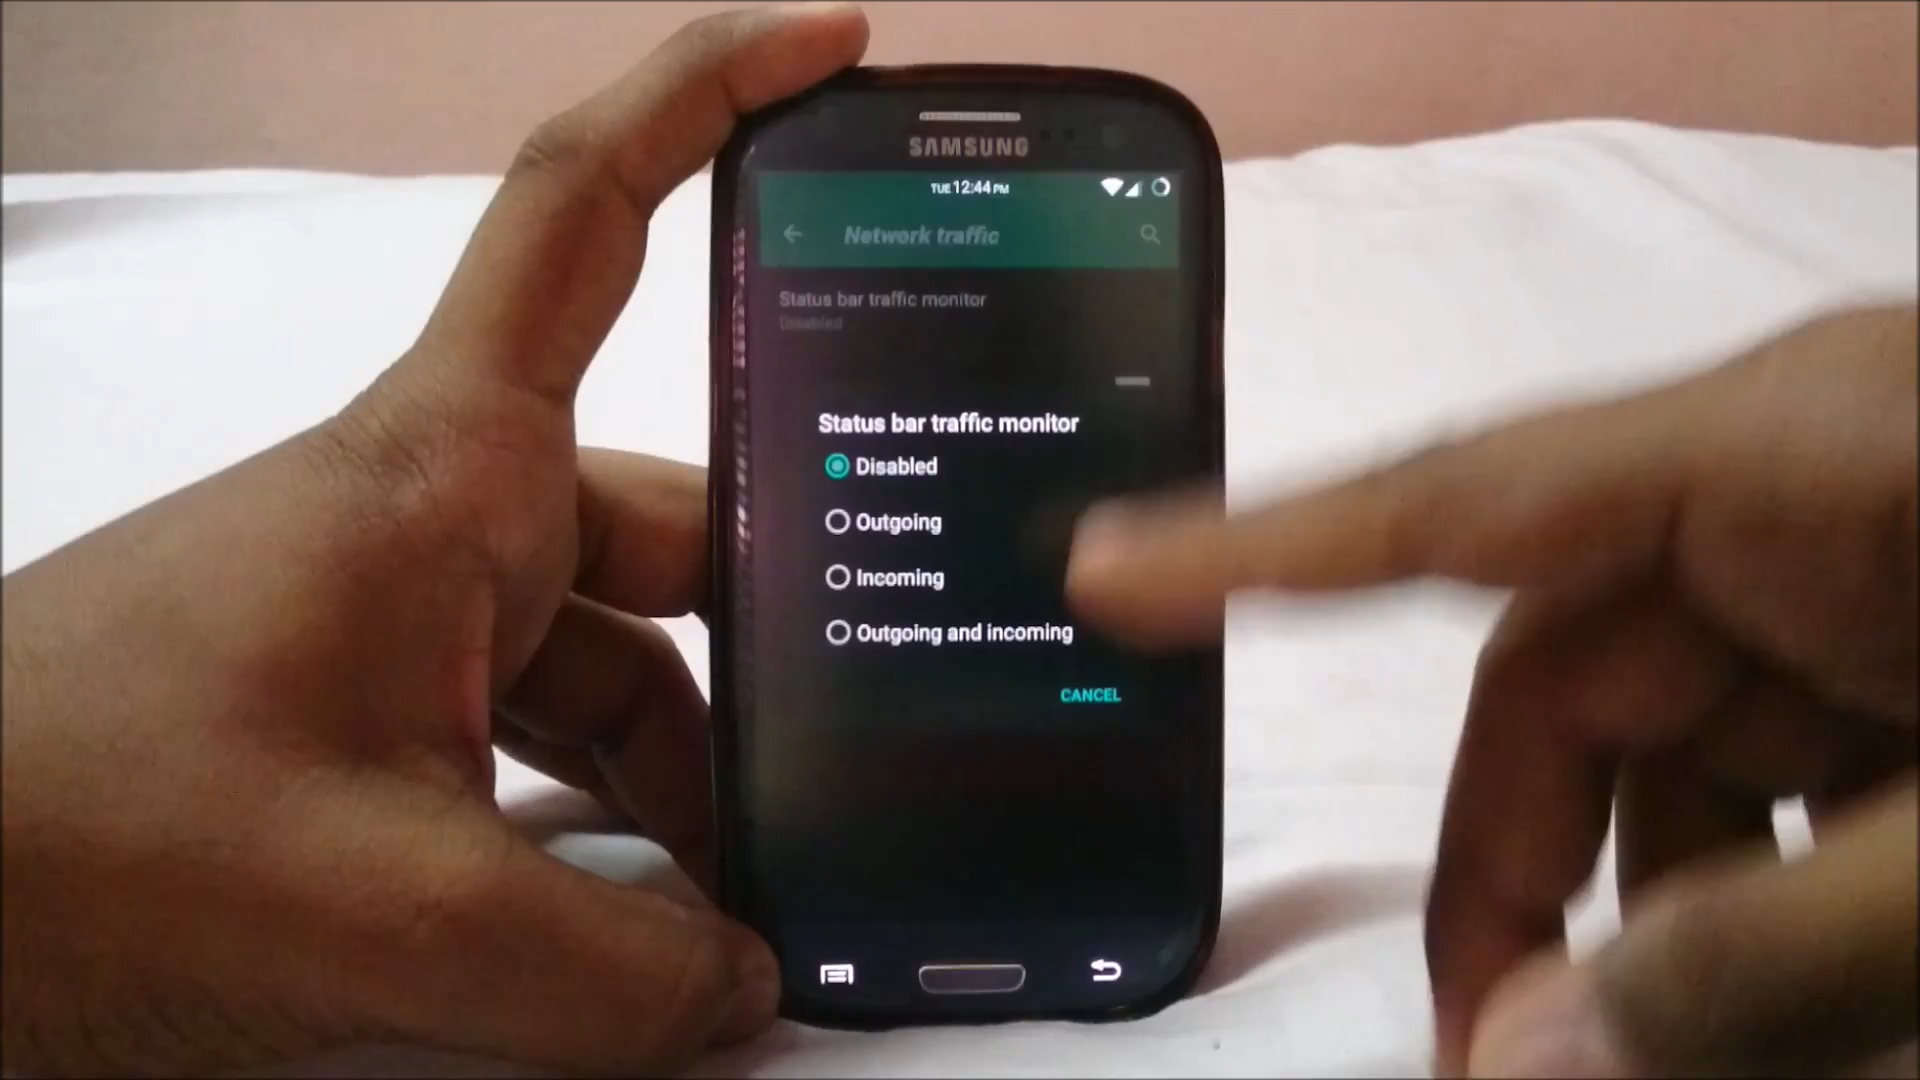 SAMSUNG
TUE 12:44 PM
Network traffic
Status bar traffic monitor
Disabled
Status bar traffic monitor
Disabled
Outgoing
Incoming
Outgoing and incoming
CANCEL